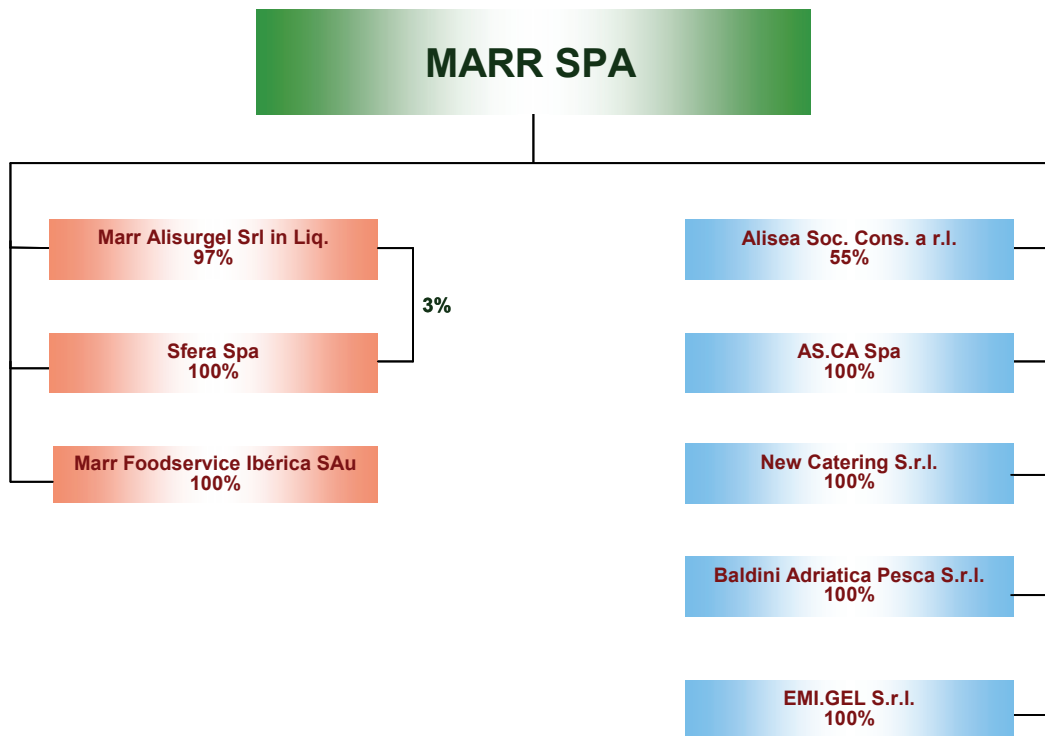 MARR SPA
Marr Alisurgel Srl in Liq.
97%
3%
Sfera Spa
100%
Marr Foodservice Ibérica SAu
100%
Alisea Soc. Cons. a r.l.
55%
AS.CA Spa
100%
New Catering S.r.l.
100%
Baldini Adriatica Pesca S.r.l.
100%
EMI.GEL S.r.l.
100%